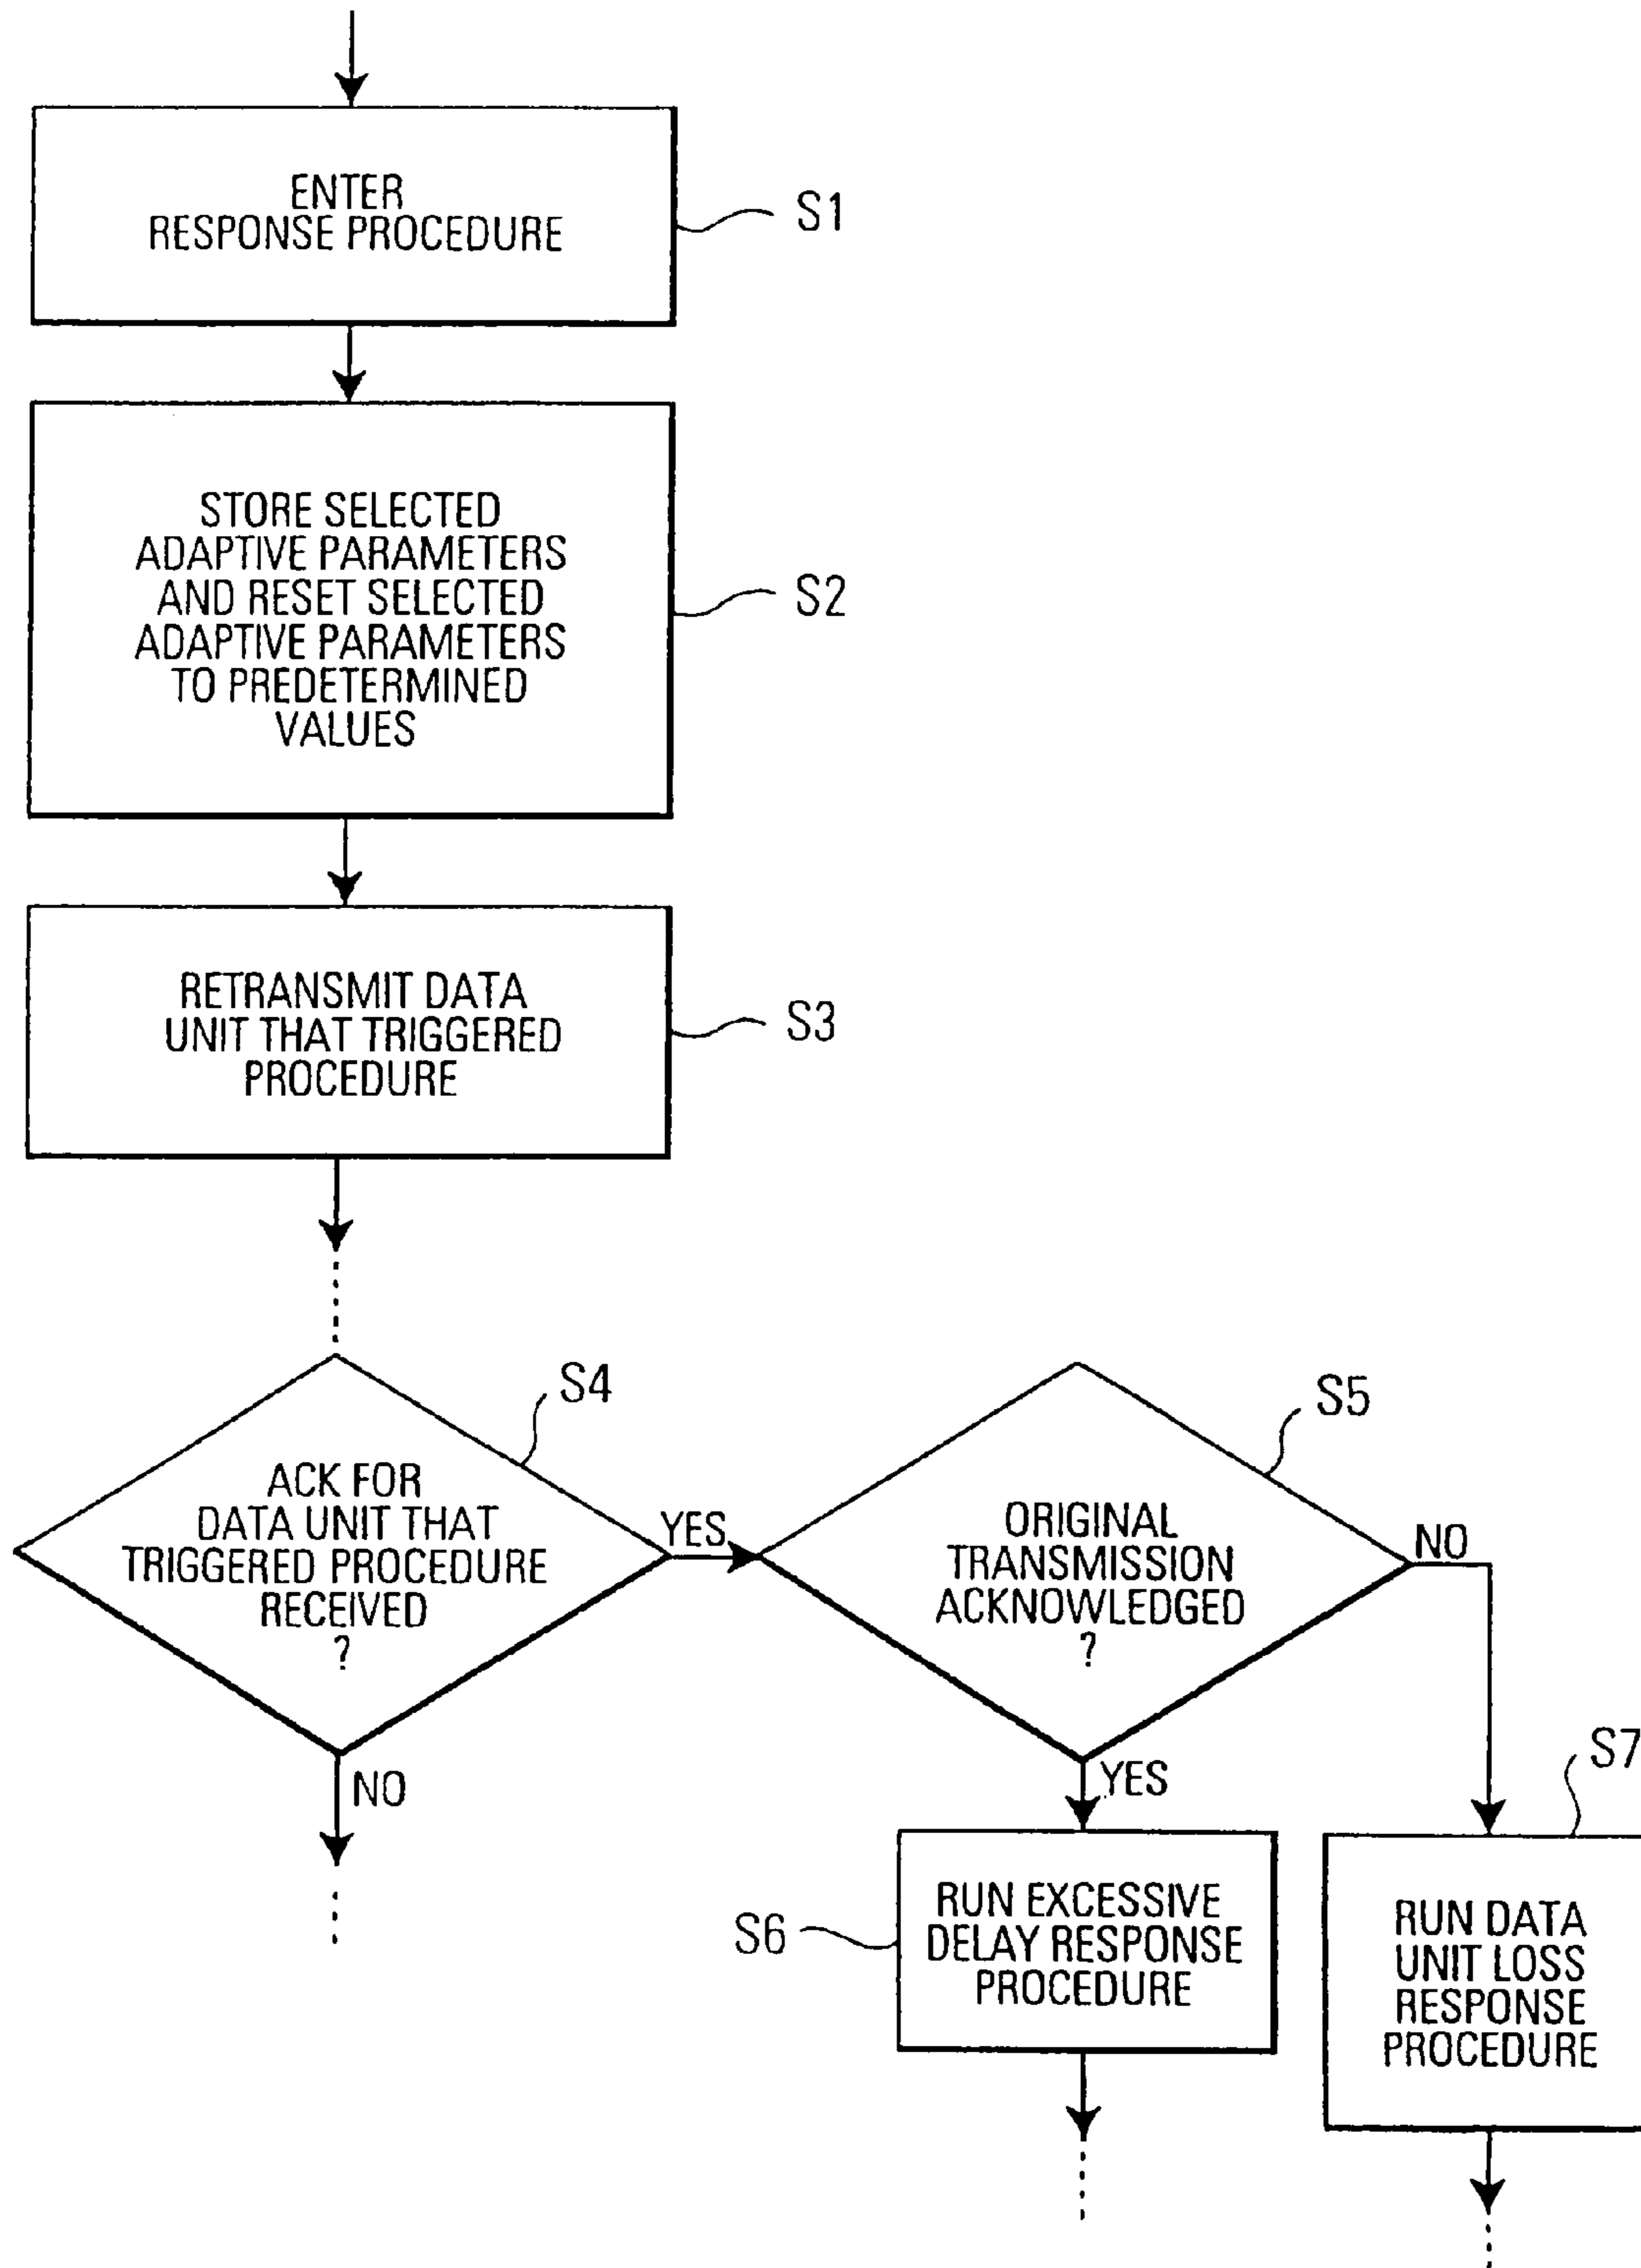 ENTER
RESPONSE PROCEDURE
S1
STORE SELECTED
ADAPTIVE PARAMETERS
AND RESET SELECTED
ADAPTIVE PARAMETERS
TO PREDETERMINED
VALUES
S2
RETRANSMIT DATA
UNIT THAT TRIGGERED
PROCEDURE
S3
ACK FOR
DATA UNIT THAT
TRIGGERED PROCEDURE
RECEIVED
?
S4
YES
NO
ORIGINAL
TRANSMISSION
ACKNOWLEDGED
?
S5
NO
YES
RUN EXCESSIVE
DELAY RESPONSE
PROCEDURE
S6
RUN DATA
UNIT LOSS
RESPONSE
PROCEDURE
S7